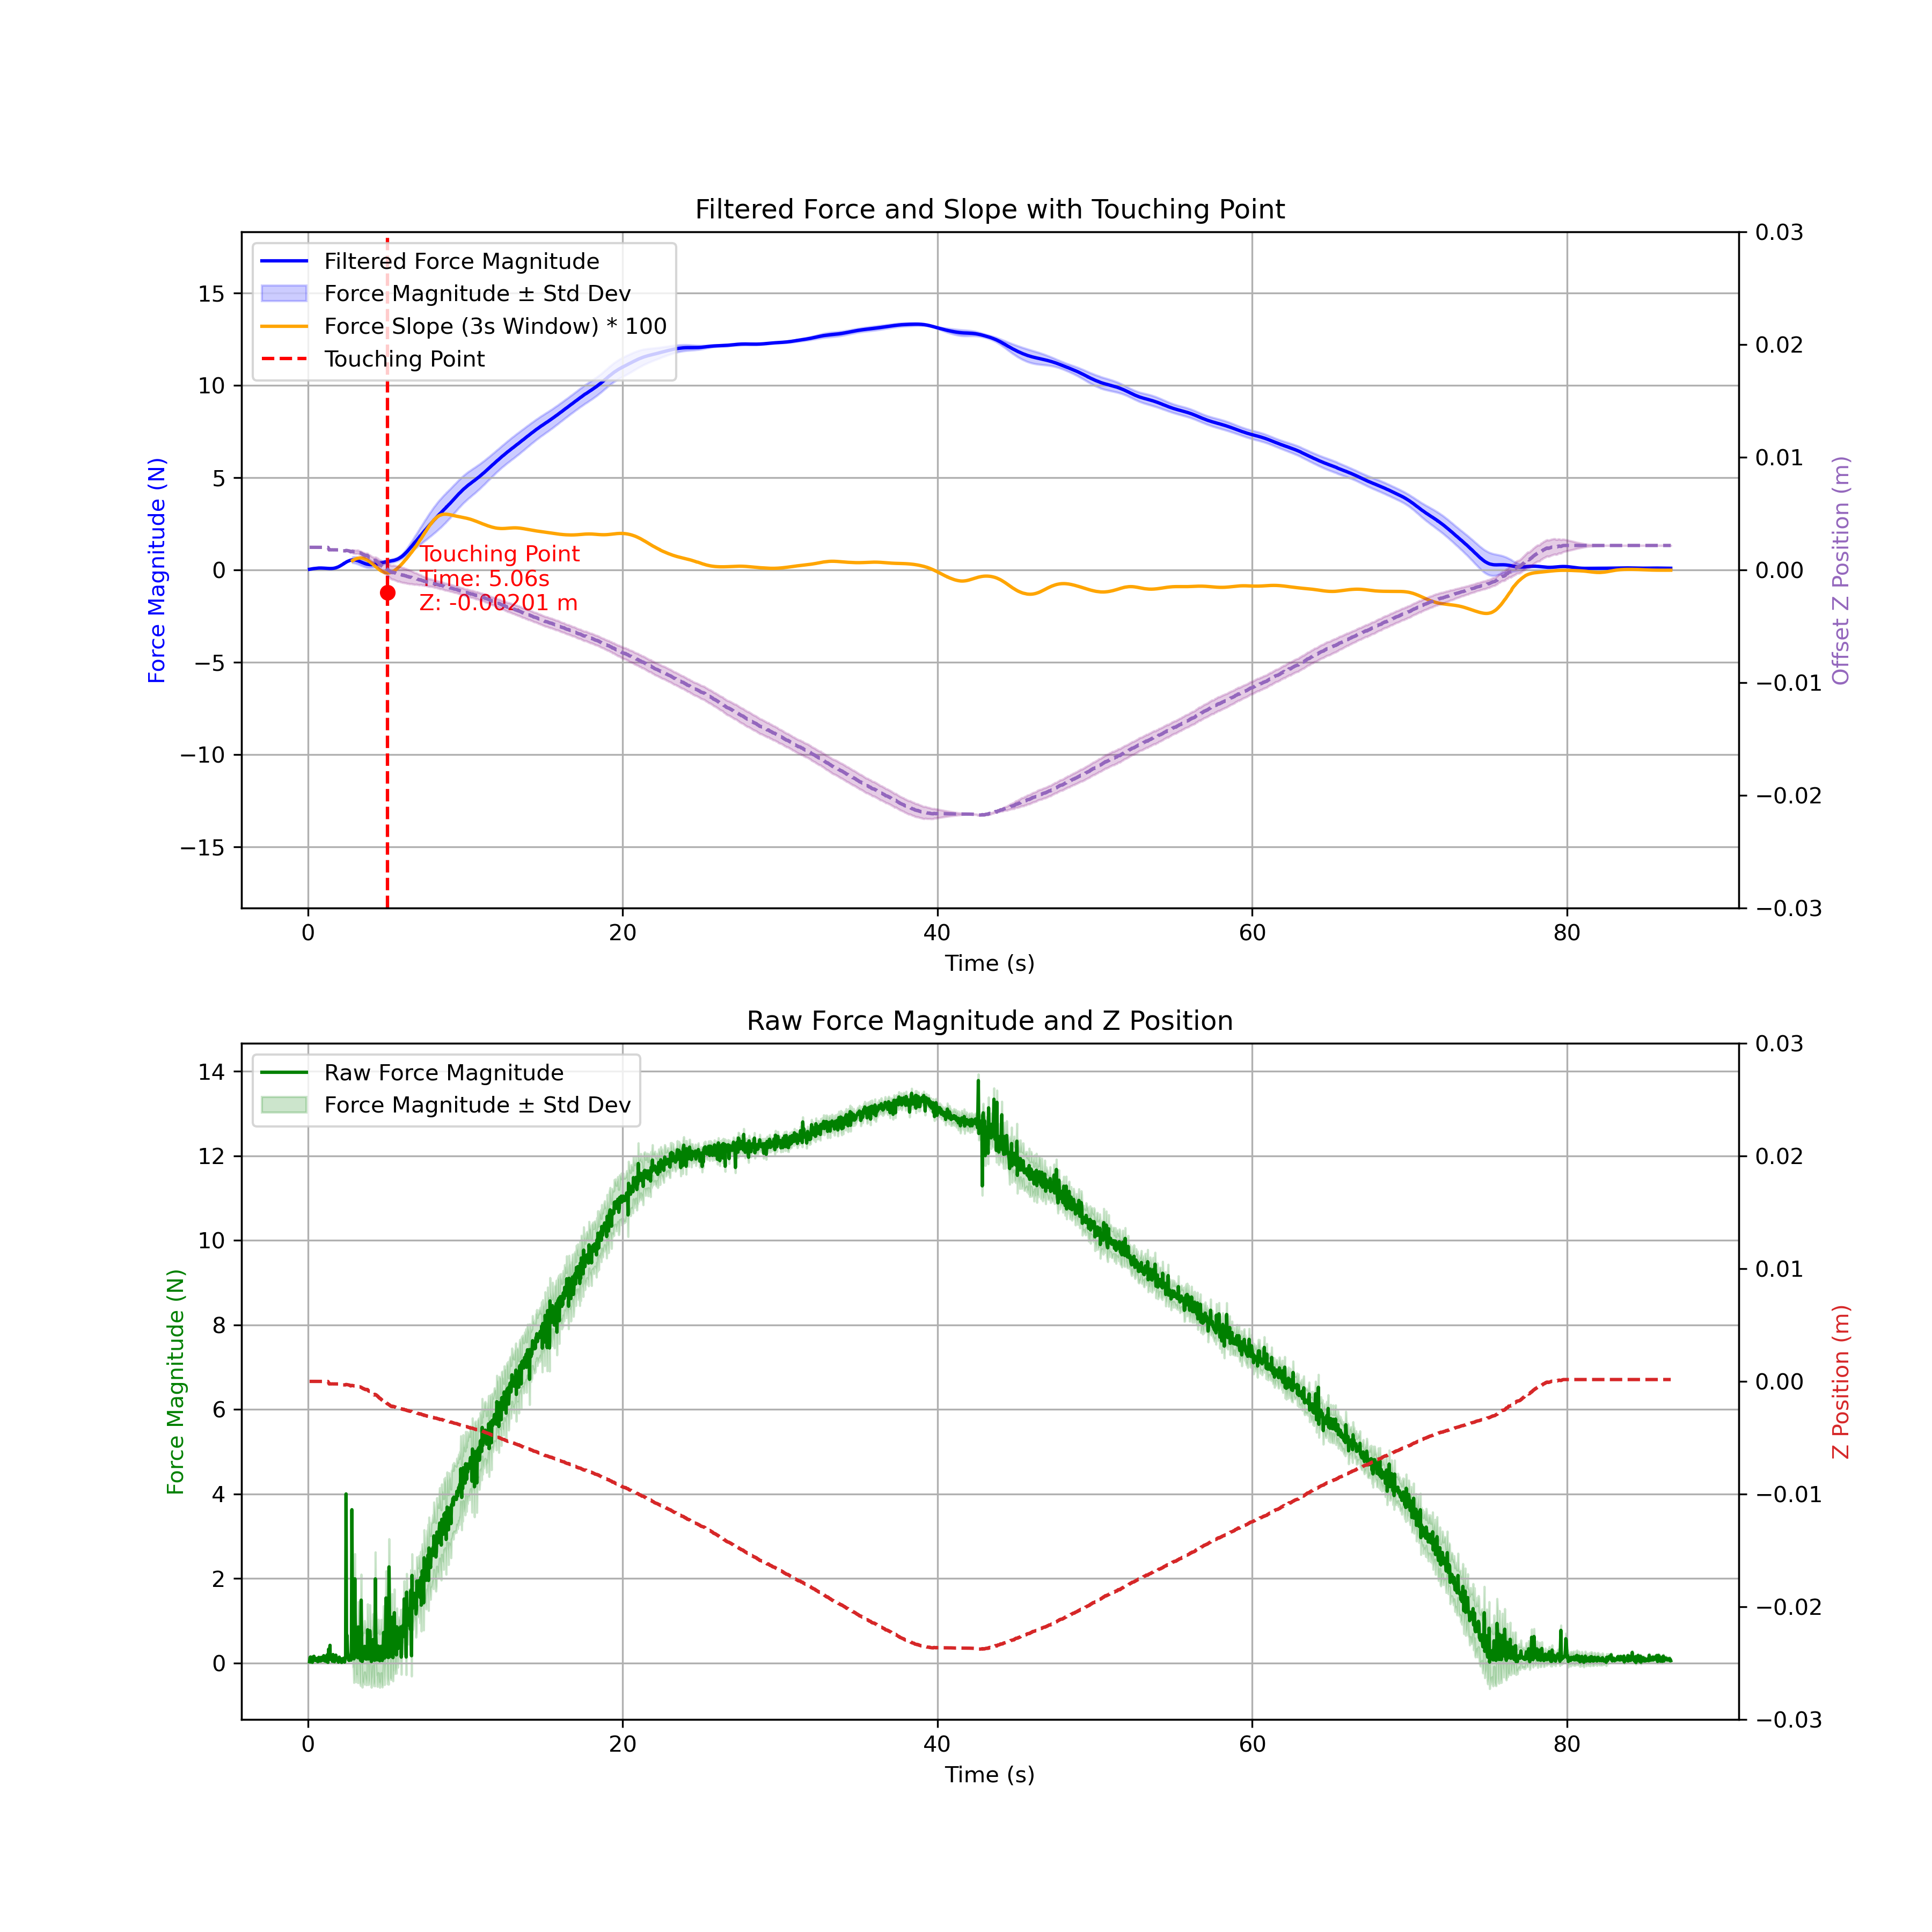 Filtered Force and Slope with Touching Point
Filtered Force Magnitude
Force Magnitude ± Std Dev
Force Slope (3s Window) * 100
Touching Point
Touching Point
Time: 5.06s
Z: -0.00201 m
Force Magnitude (N)
15
10
5
0
−5
−10
−15
0.03
0.02
0.01
0.00
−0.01
−0.02
−0.03
Offset Z Position (m)
0 20 40 60 80
Time (s)
Raw Force Magnitude and Z Position
Raw Force Magnitude
Force Magnitude ± Std Dev
Force Magnitude (N)
14
12
10
8
6
4
2
0
0.03
0.02
0.01
0.00
−0.01
−0.02
−0.03
Z Position (m)
0 20 40 60 80
Time (s)